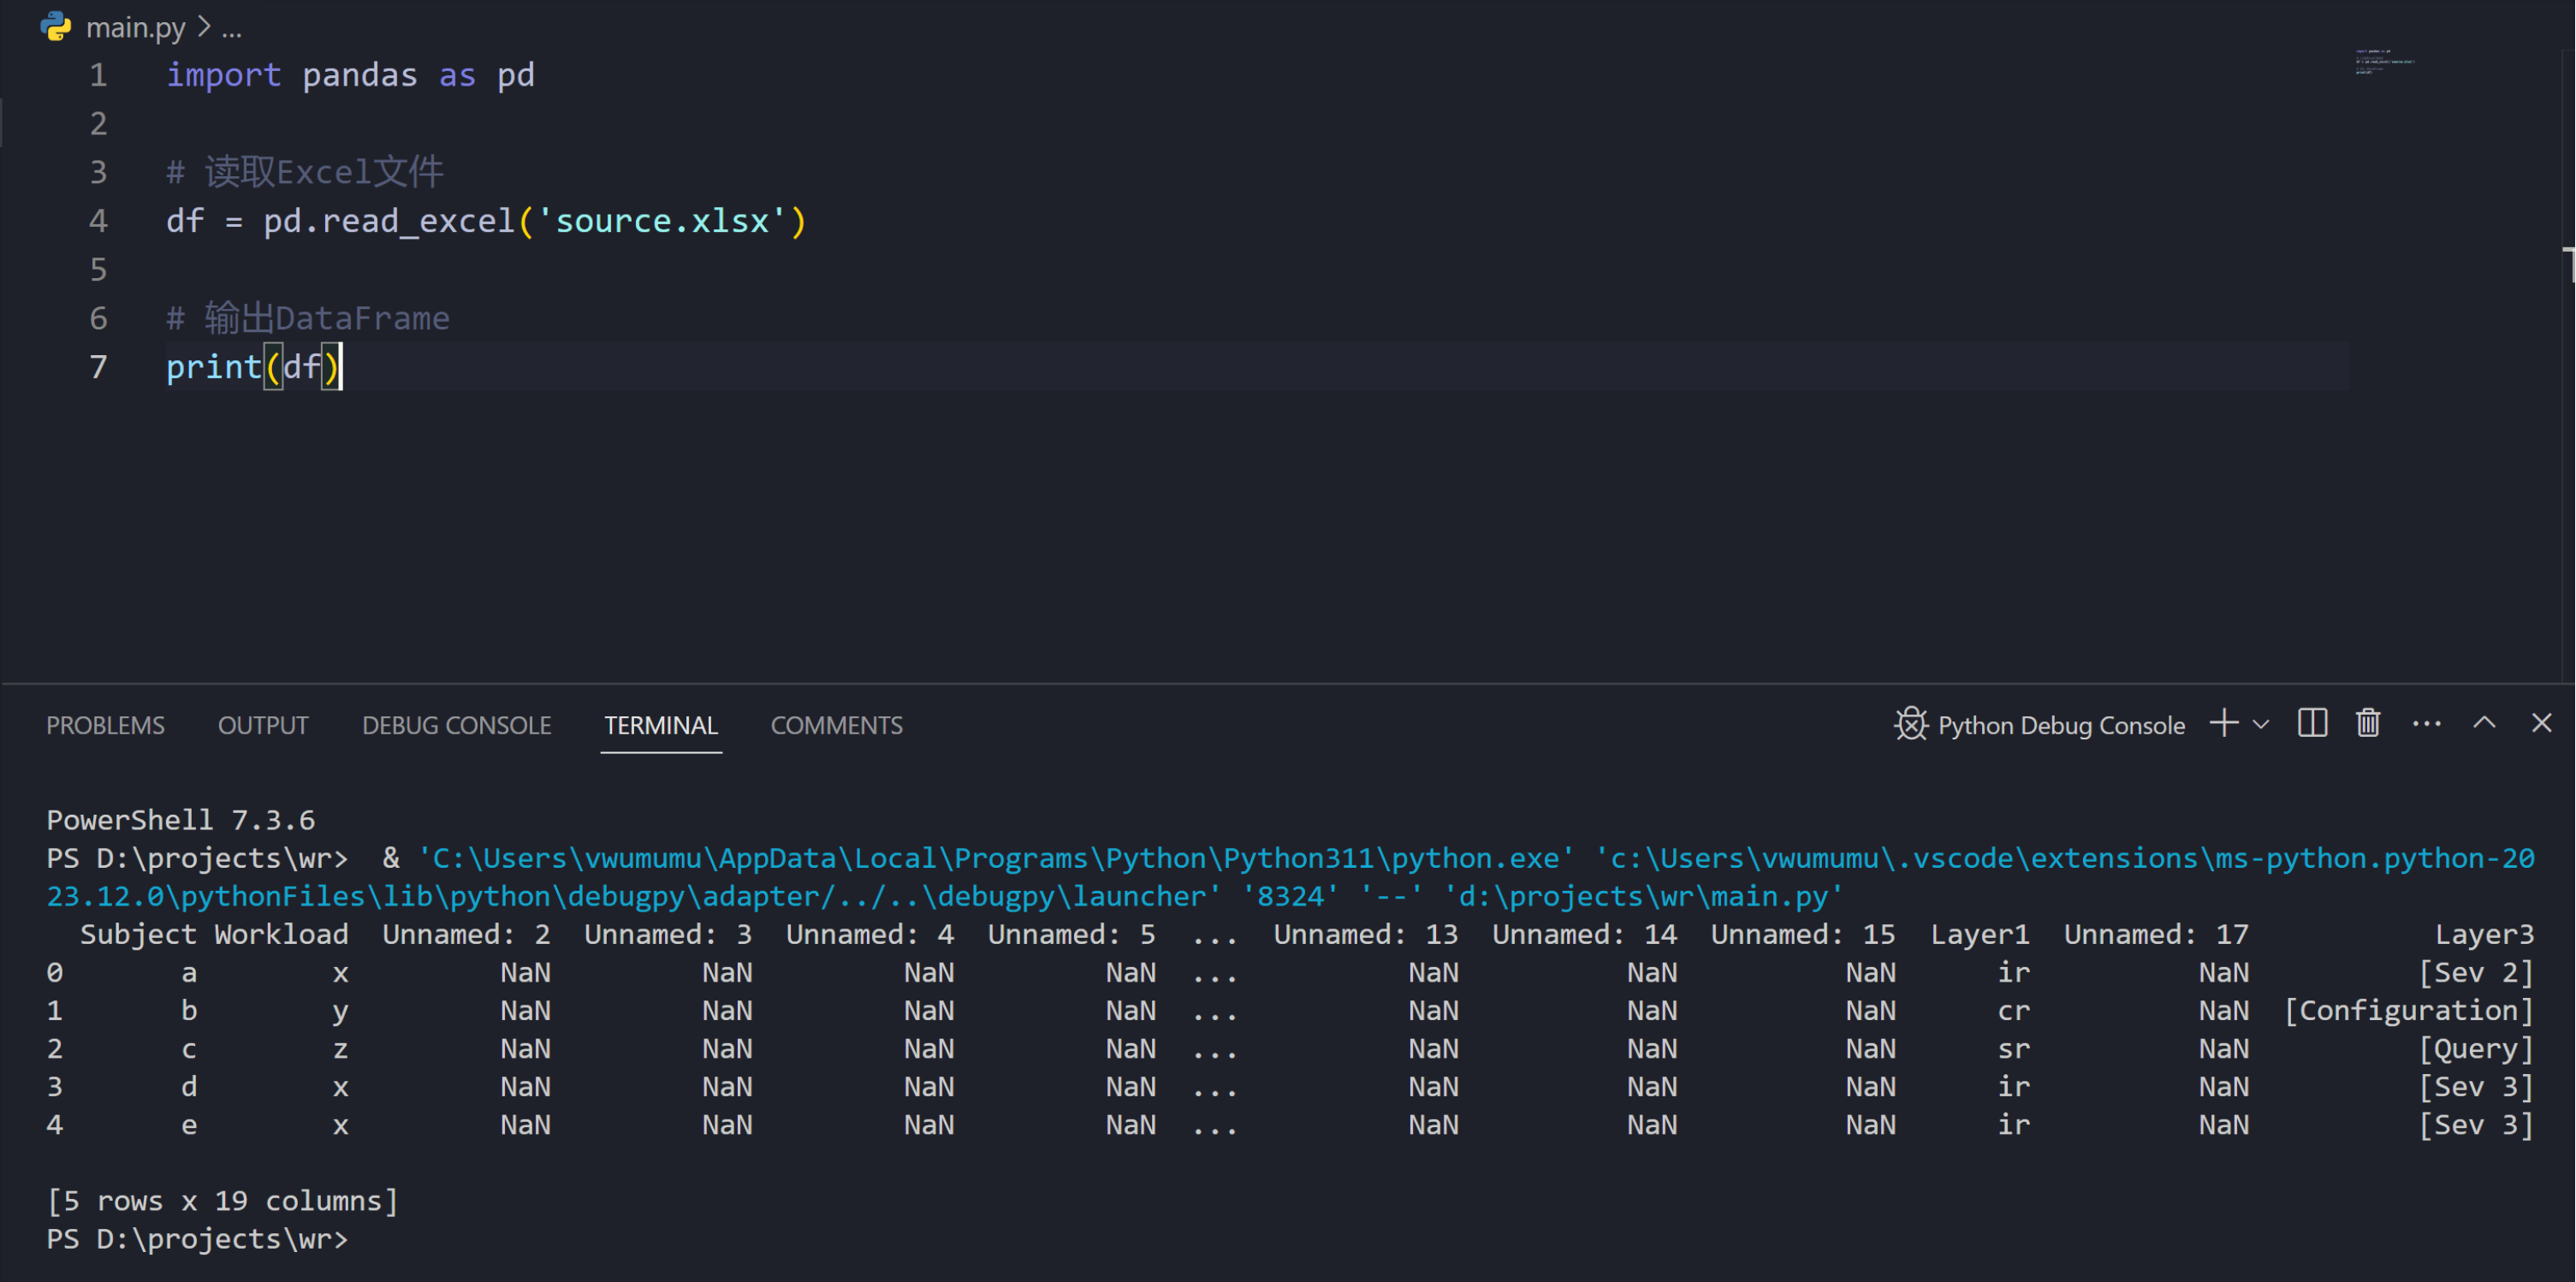 main.py > ...
1 import pandas as pd
2
3 # 读取Excel文件
4 df = pd.read_excel('source.xlsx')
5
6 # 输出DataFrame
7 print(df)
PROBLEMS OUTPUT DEBUG CONSOLE TERMINAL COMMENTS Python Debug Console
PowerShell 7.3.6
PS D:\projects\wr>  & 'C:\Users\vwumumu\AppData\Local\Programs\Python\Python311\python.exe' 'c:\Users\vwumumu\.vscode\extensions\ms-python.python-20
23.12.0\pythonFiles\lib\python\debugpy\adapter/../..\debugpy\launcher' '8324' '--' 'd:\projects\wr\main.py'
Subject Workload Unnamed: 2 Unnamed: 3 Unnamed: 4 Unnamed: 5 ... Unnamed: 13 Unnamed: 14 Unnamed: 15 Layer1 Unnamed: 17 Layer3
0 a x NaN NaN NaN NaN ... NaN NaN NaN ir NaN [Sev 2]
1 b y NaN NaN NaN NaN ... NaN NaN NaN cr NaN [Configuration]
2 c z NaN NaN NaN NaN ... NaN NaN NaN sr NaN [Query]
3 d x NaN NaN NaN NaN ... NaN NaN NaN ir NaN [Sev 3]
4 e x NaN NaN NaN NaN ... NaN NaN NaN ir NaN [Sev 3]
[5 rows x 19 columns]
PS D:\projects\wr>